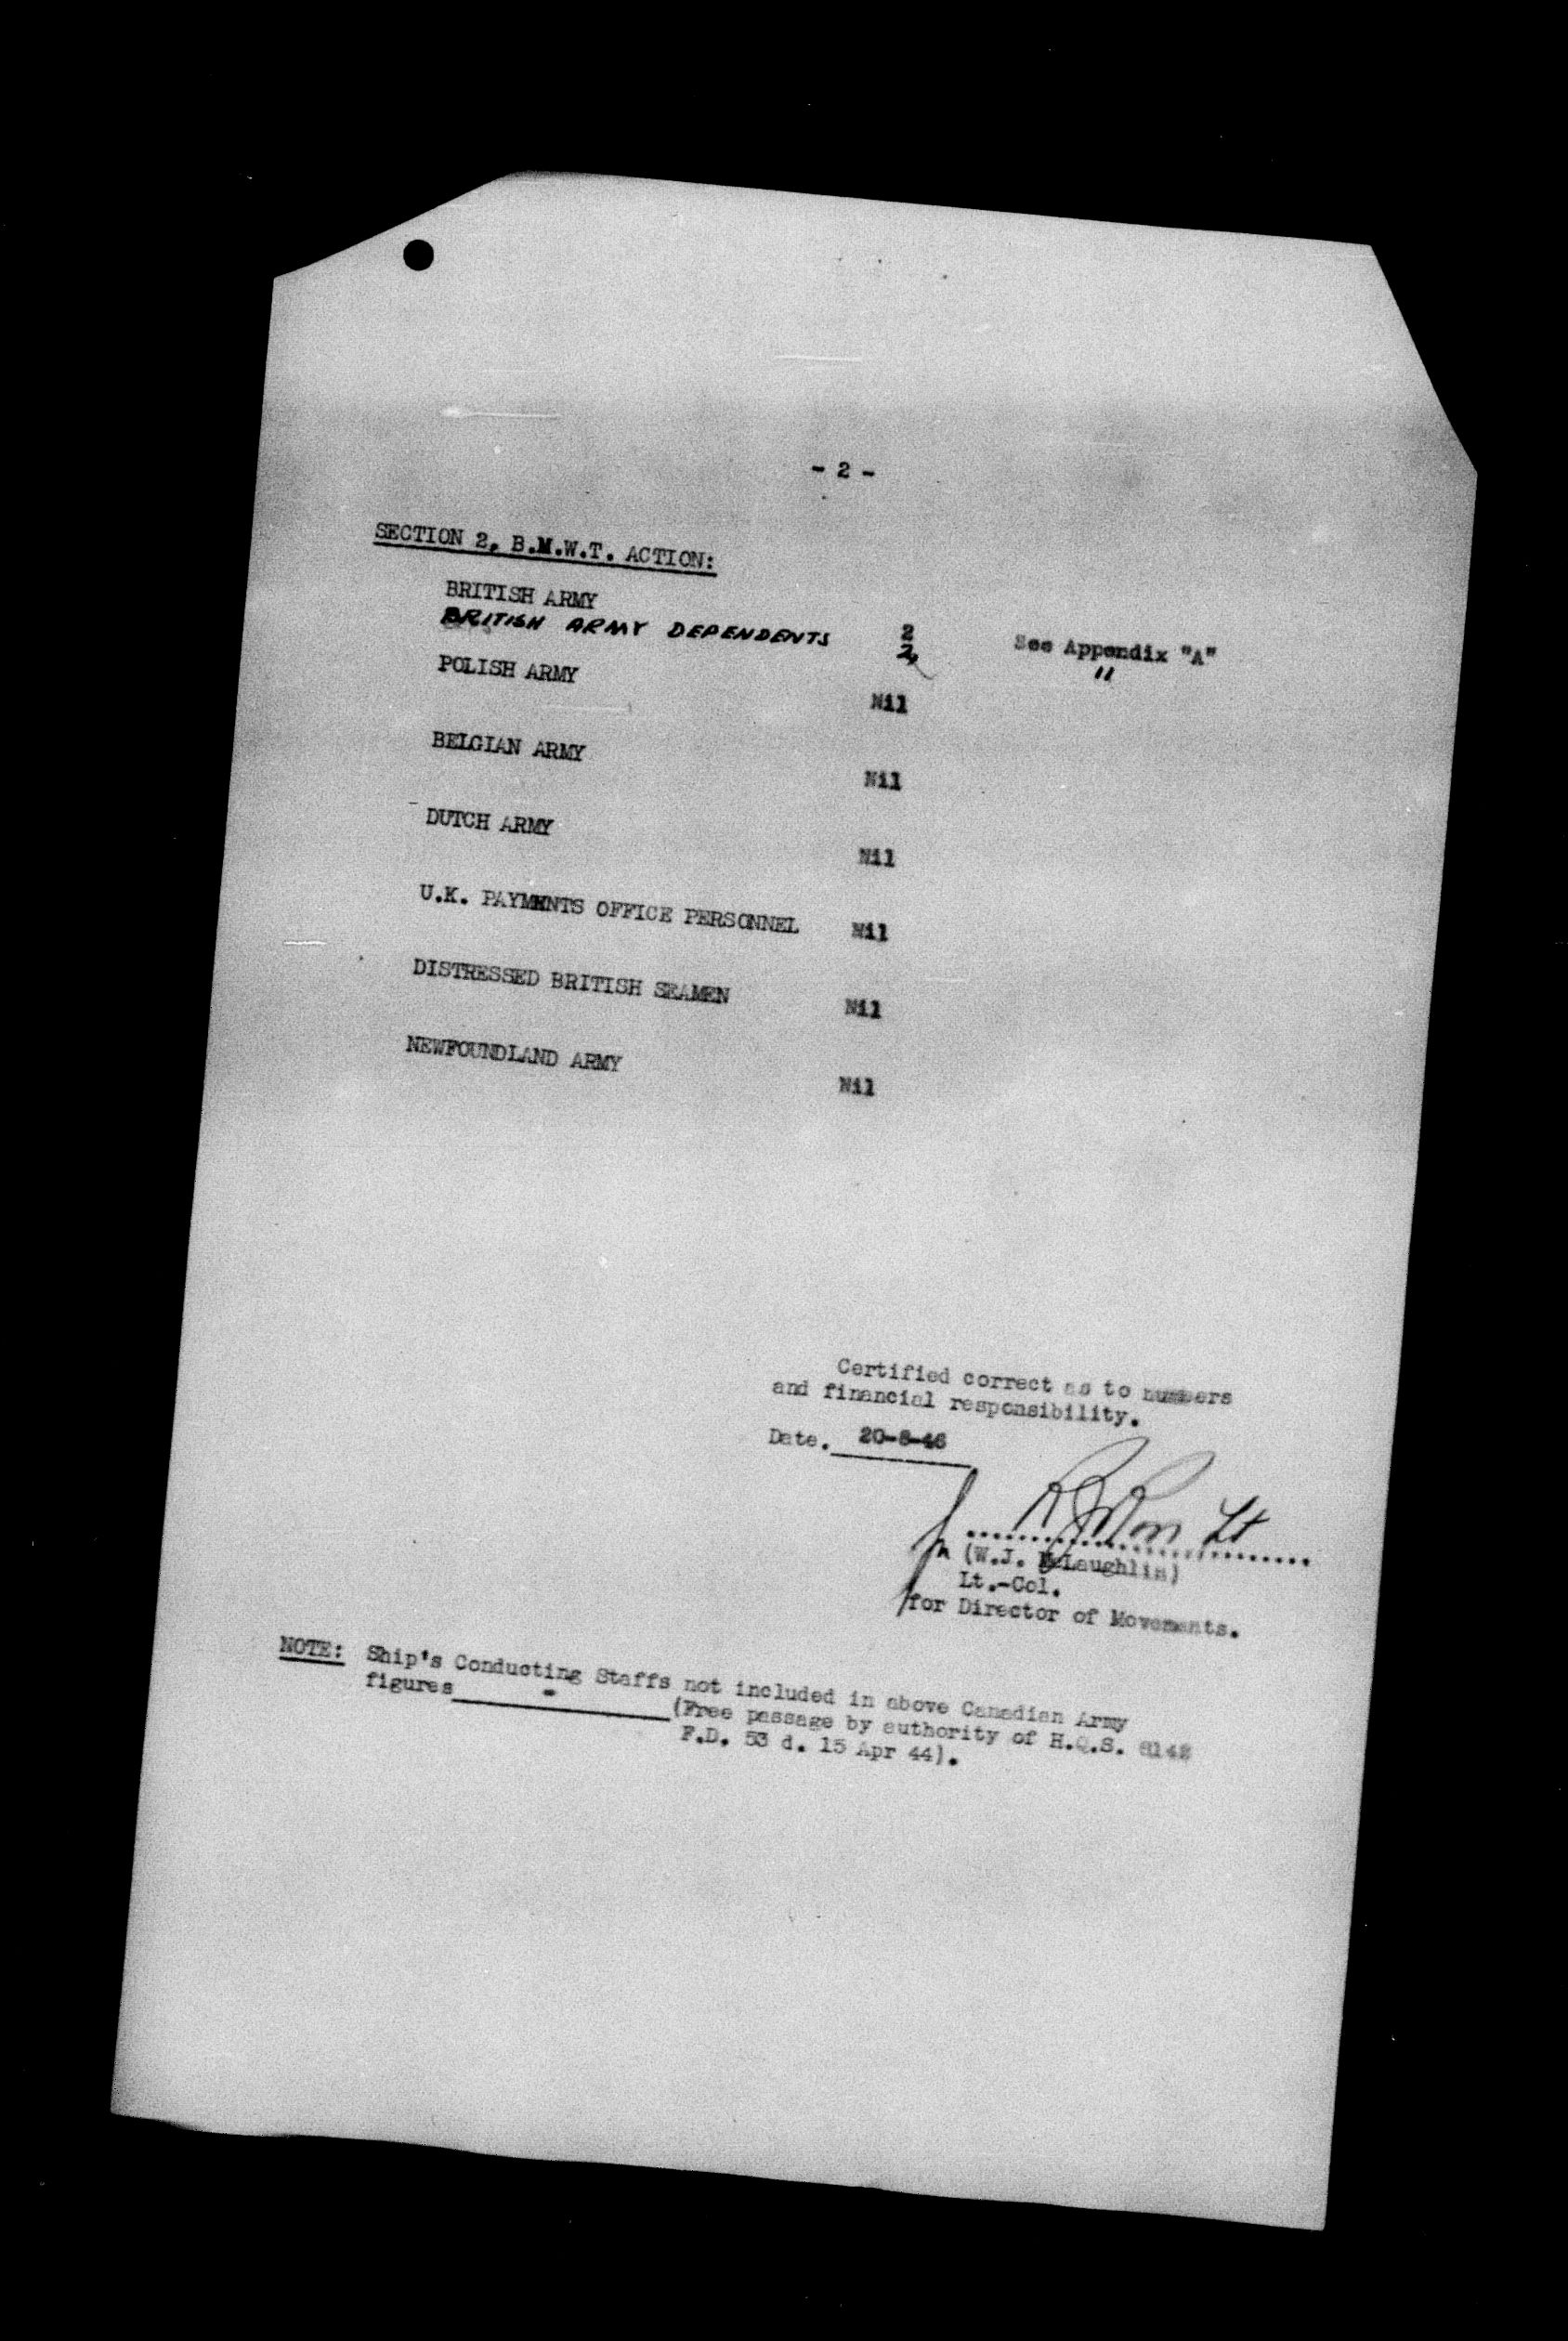 - 2 -
SECTION 2, B.M.W.T. ACTION:
BRITISH ARMY 2 See Appendix "A"
BRITISH ARMY DEPENDENTS 2 "
POLISH ARMY Nil
BELGIAN ARMY Nil
DUTCH ARMY Nil
U.K. PAYMENTS OFFICE PERSONNEL Nil
DISTRESSED BRITISH SEAMEN Nil
NEWFOUNDLAND ARMY Nil
Certified correct as to numbers
and financial responsibility.
Date. 20-8-46
Lt
(W.J. McLaughlin)
Lt.-Col.
for Director of Movements.
NOTE: Ship's Conducting Staffs not included in above Canadian Army
figures - (Free passage by authority of H.Q.S.
F.D. 53 d. 15 Apr 44).